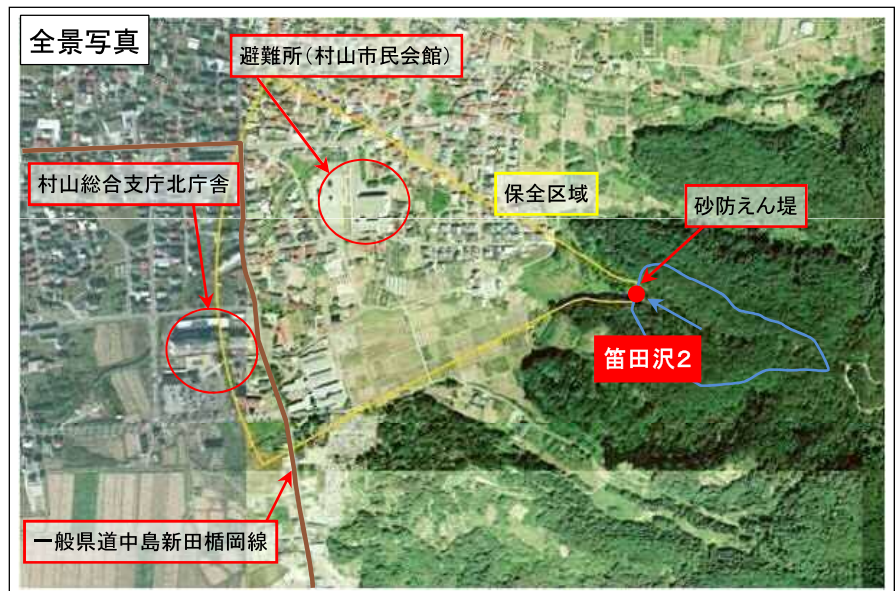 全景写真
避難所(村山市民会館)
村山総合支庁北庁舎
保全区域
砂防えん堤
笛田沢2
一般県道中島新田楯岡線